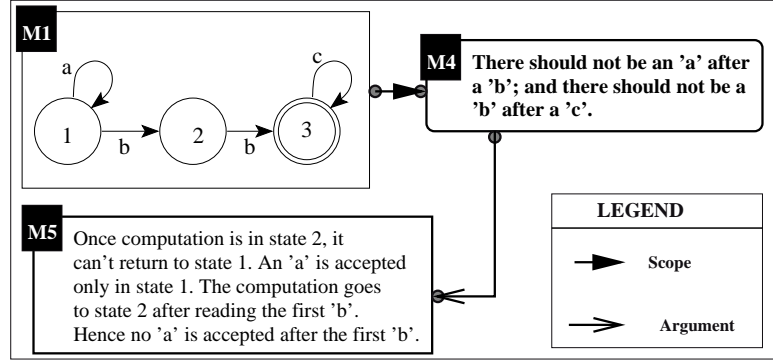 M1
a
c
1
2
3
b
b
M4
There should not be an 'a' after
a 'b'; and there should not be a
'b' after a 'c'.
M5
Once computation is in state 2, it
can't return to state 1. An 'a' is accepted
only in state 1. The computation goes
to state 2 after reading the first 'b'.
Hence no 'a' is accepted after the first 'b'.
LEGEND
Scope
Argument